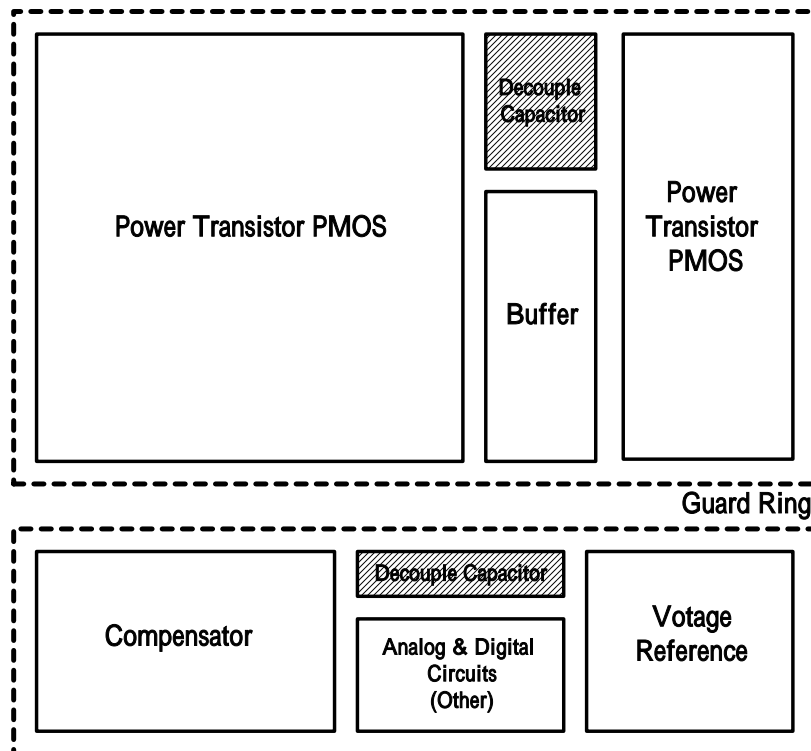 Power Transistor PMOS
Decouple
Capacitor
Buffer
Power
Transistor
PMOS
Guard Ring
Compensator
Decouple Capacitor
Analog & Digital
Circuits
(Other)
Votage
Reference